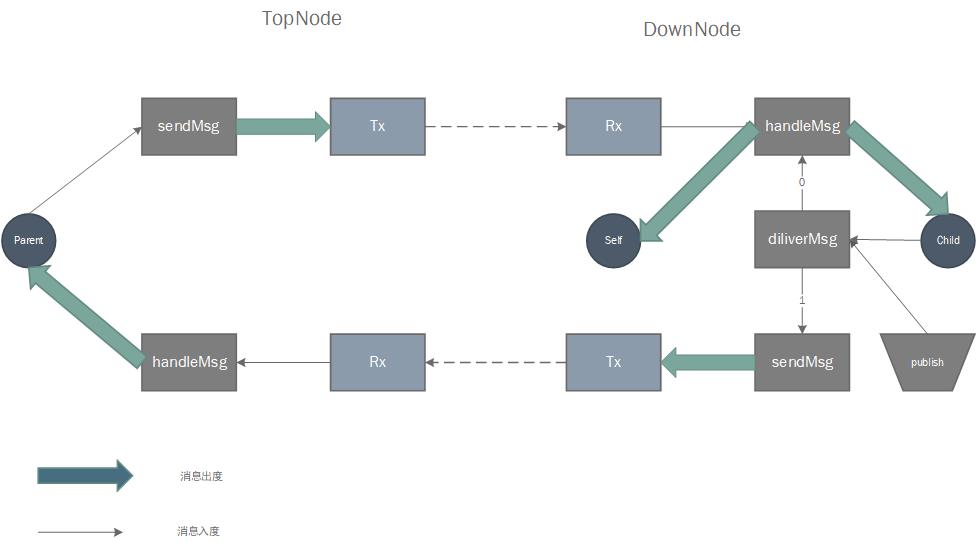 TopNode
DownNode
sendMsg
Tx
Rx
handleMsg
0
Parent
Self
diliverMsg
Child
1
handleMsg
Rx
Tx
sendMsg
publish
消息出度
消息入度